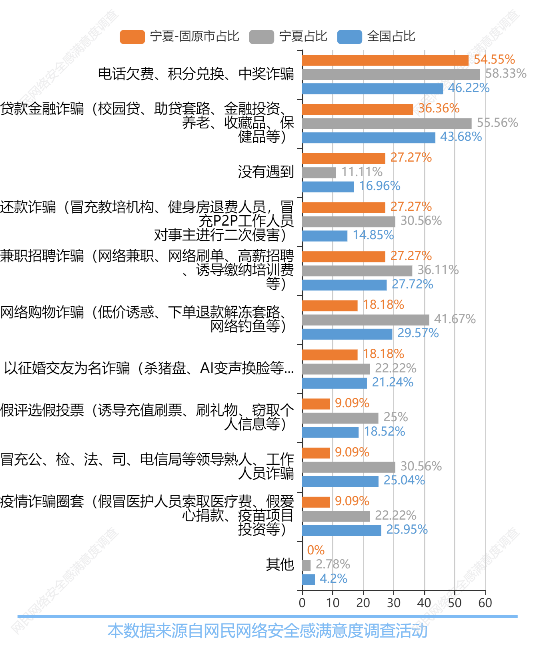 宁夏-固原市占比 宁夏占比 全国占比
电话欠费、积分兑换、中奖诈骗
54.55%
58.33%
46.22%
贷款金融诈骗（校园贷、助贷套路、金融投资、
养老、收藏品、保
健品等）
36.36%
55.56%
43.68%
没有遇到
27.27%
11.11%
16.96%
还款诈骗（冒充教培机构、健身房退费人员，冒
充P2P工作人员
对事主进行二次侵害）
27.27%
30.56%
14.85%
兼职招聘诈骗（网络兼职、网络刷单、高薪招聘
、诱导缴纳培训费
等）
27.27%
36.11%
27.72%
网络购物诈骗（低价诱惑、下单退款解冻套路、
网络钓鱼等）
18.18%
41.67%
29.57%
以征婚交友为名诈骗（杀猪盘、AI变声换脸等...
18.18%
22.22%
21.24%
假评选假投票（诱导充值刷票、刷礼物、窃取个
人信息等）
9.09%
25%
18.52%
冒充公、检、法、司、电信局等领导熟人、工作
人员诈骗
9.09%
30.56%
25.04%
疫情诈骗圈套（假冒医护人员索取医疗费、假爱
心捐款、疫苗项目
投资等）
9.09%
22.22%
25.95%
其他
0%
2.78%
4.2%
0 10 20 30 40 50 60
本数据来源自网民网络安全感满意度调查活动